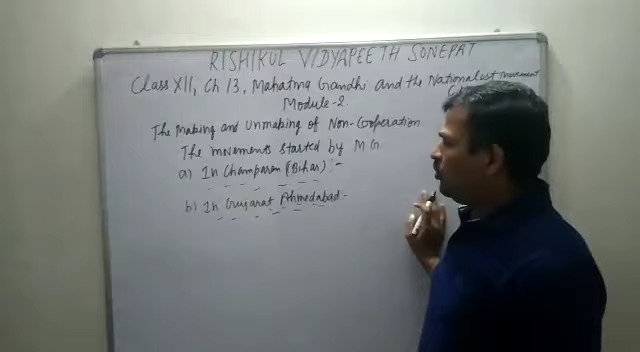 RISHIKUL VIDYAPEETH SONEPAT
Class XII, Ch 13, Mahatma Gandhi and the Nationalist movement
Module-2.
The Making and Unmaking of Non-Cooperation
The movements started by M G
a) In Champaran (Bihar) :-
b) In Gujarat Ahmedabad-